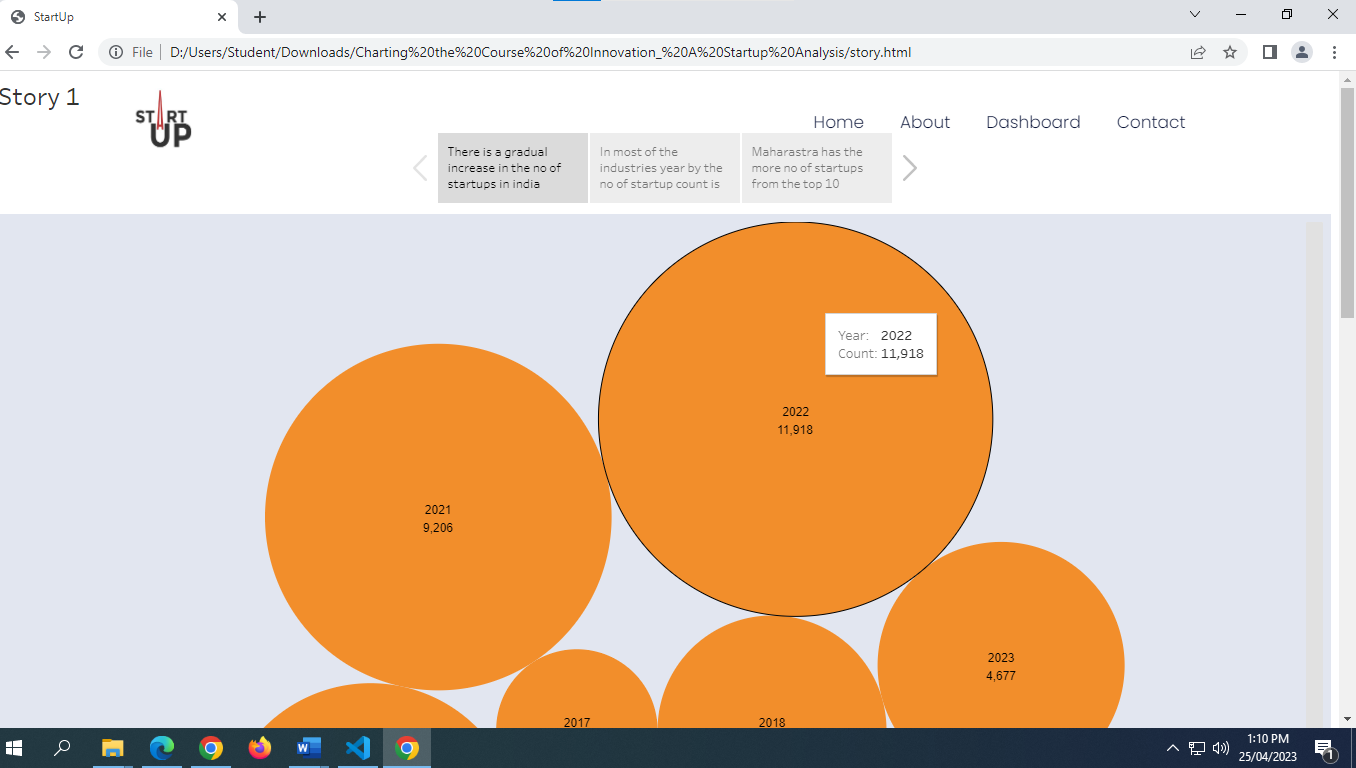 StartUp
File
D:/Users/Student/Downloads/Charting%20the%20Course%20of%20Innovation_%20A%20Startup%20Analysis/story.html
Story 1
START
UP
Home About Dashboard Contact
There is a gradual
increase in the no of
startups in india
In most of the
industries year by the
no of startup count is
Maharastra has the
more no of startups
from the top 10
Year: 2022
Count: 11,918
2022
11,918
2021
9,206
2023
4,677
2017
2018
1:10 PM
25/04/2023
1